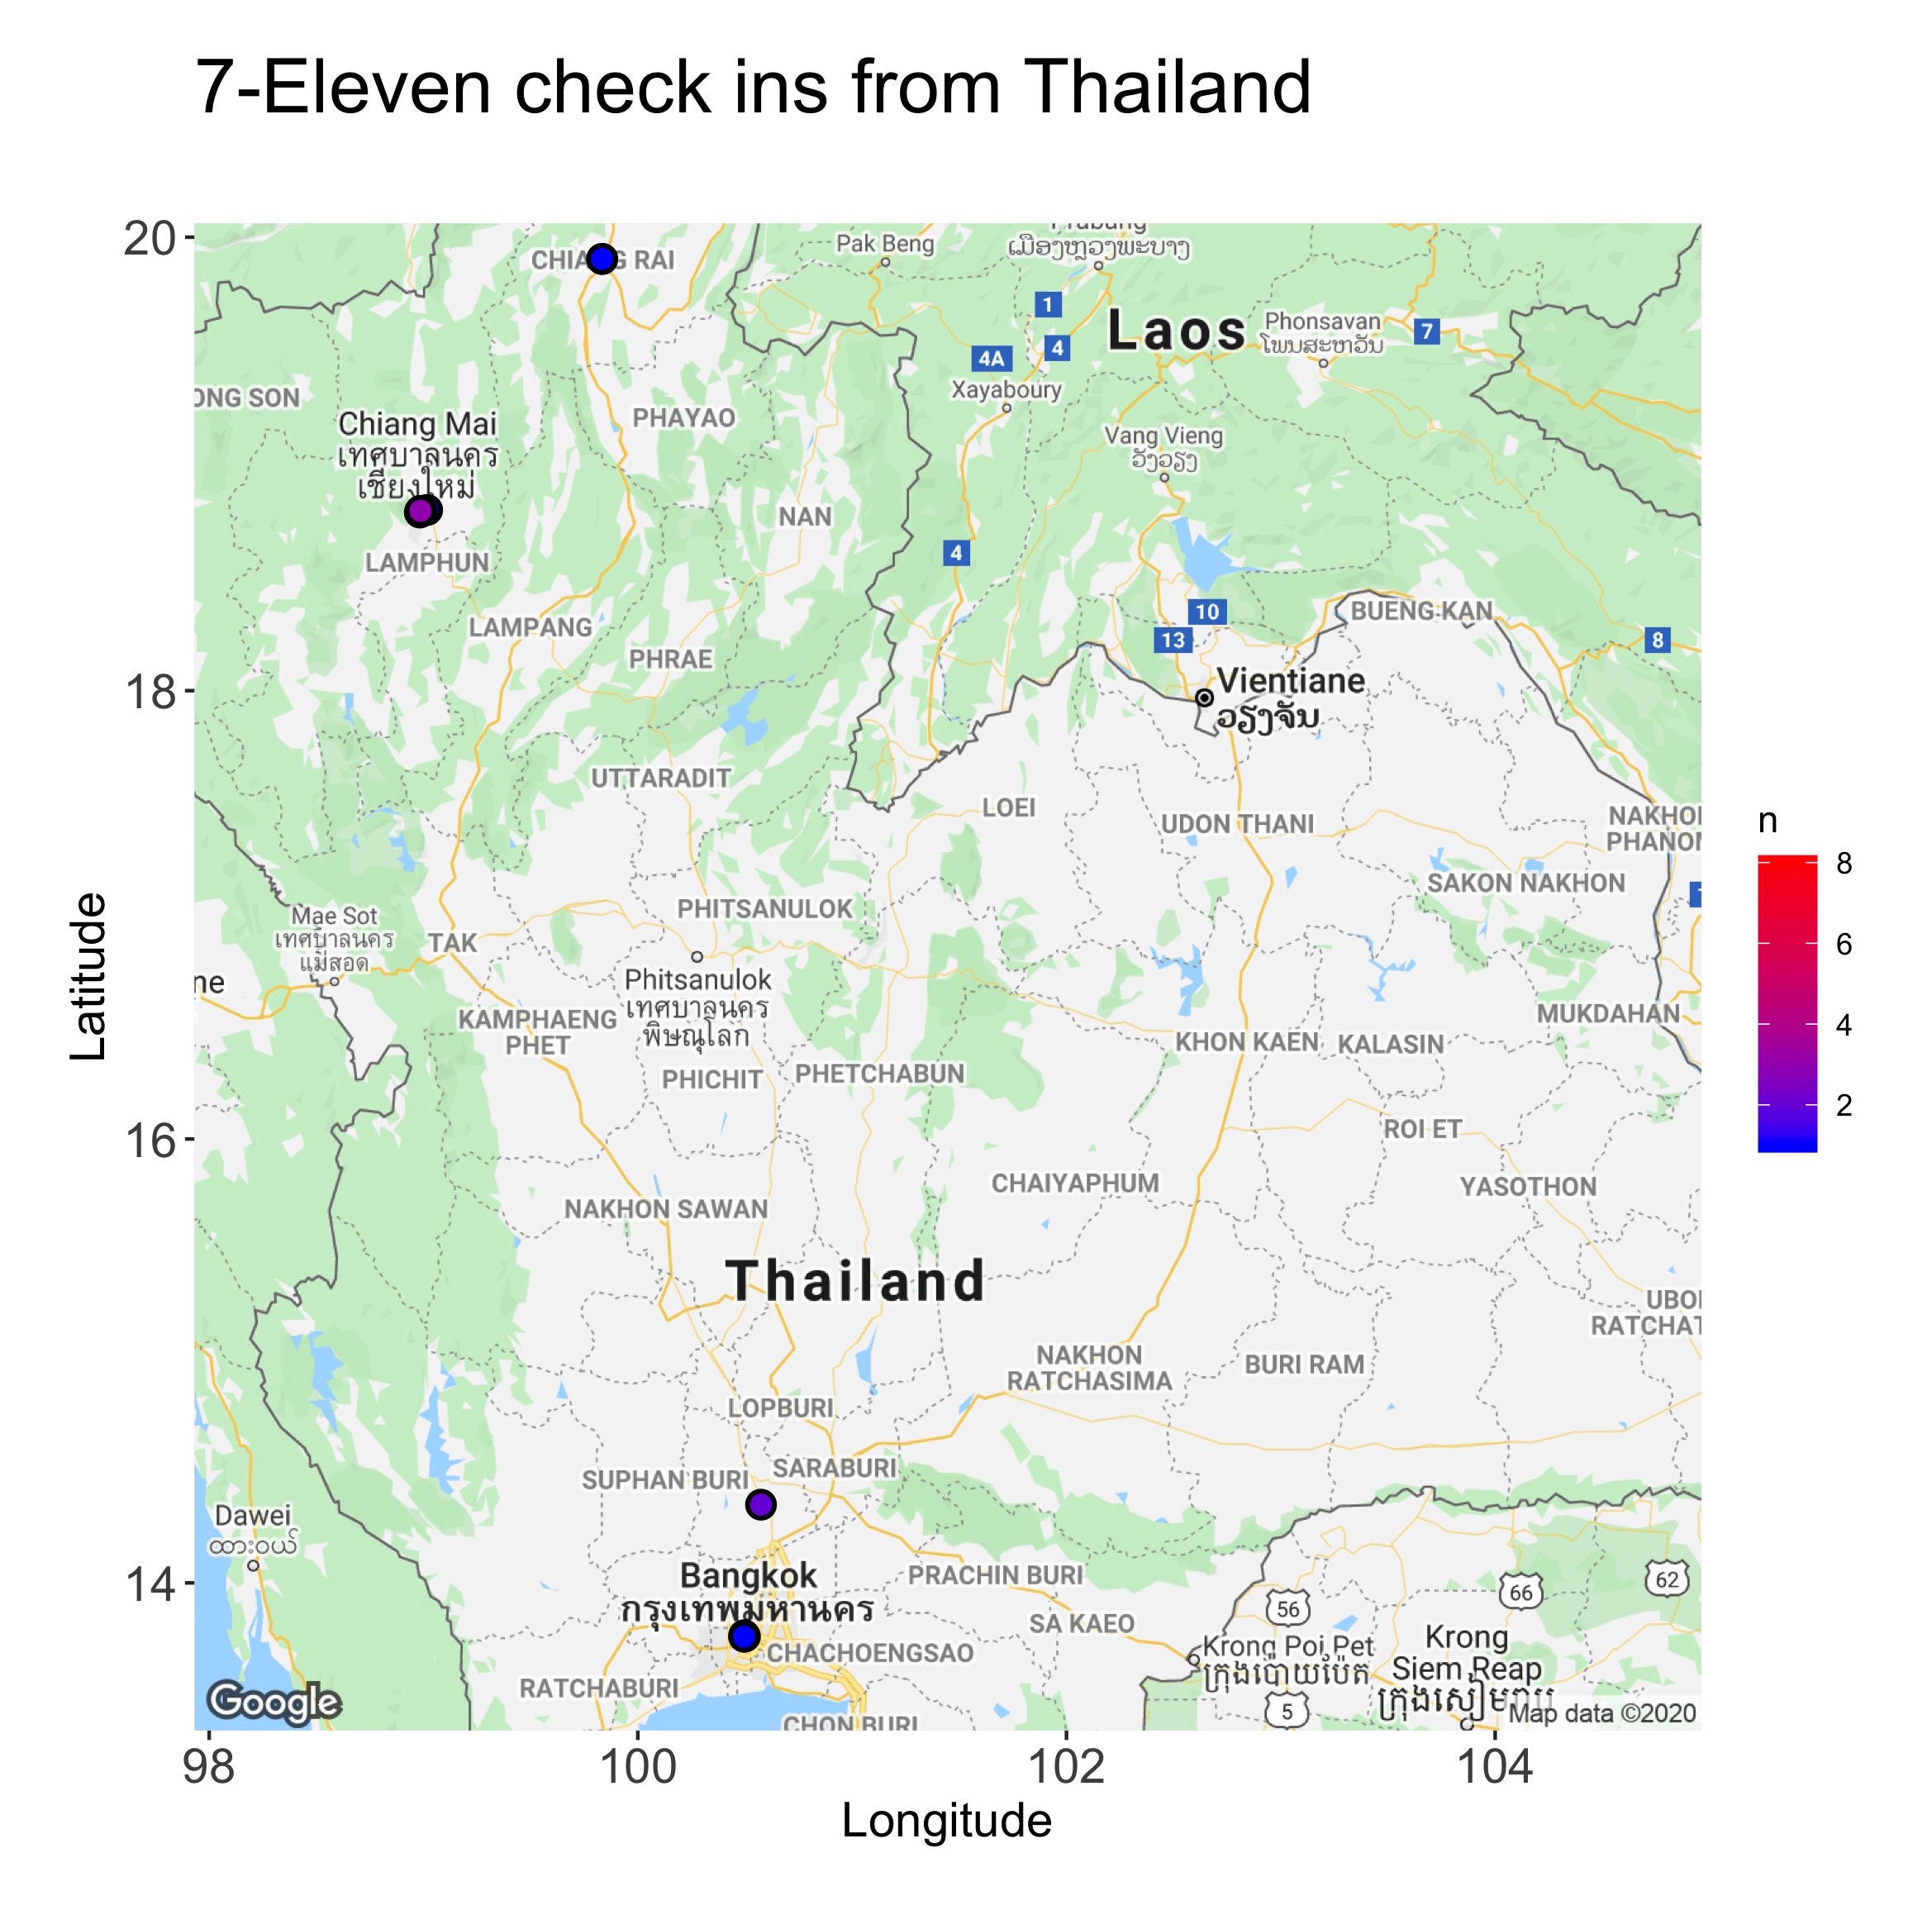 7-Eleven check ins from Thailand
20
18
16
14
Latitude
98
100
102
104
Longitude
n
8
6
4
2
CHIANG RAI
Pak Beng
ເມືອງຫຼວງພະບາງ
1
4A
4
Laos
Phonsavan
ໂພນສະຫວັນ
7
Xayaboury
ONG SON
Chiang Mai
เทศบาลนคร
เชียงใหม่
PHAYAO
Vang Vieng
ວັງວຽງ
NAN
4
LAMPHUN
10
13
BUENG KAN
8
LAMPANG
PHRAE
Vientiane
ວຽງຈັນ
UTTARADIT
LOEI
UDON THANI
NAKHO
PHANO
SAKON NAKHON
Mae Sot
เทศบาลนคร
แม่สอด
TAK
PHITSANULOK
ne
Phitsanulok
เทศบาลนคร
พิษณุโลก
KAMPHAENG
PHET
PHICHIT
PHETCHABUN
KHON KAEN
KALASIN
MUKDAHAN
ROI ET
CHAIYAPHUM
YASOTHON
NAKHON SAWAN
Thailand
UBO
RATCHAT
NAKHON
RATCHASIMA
BURI RAM
LOPBURI
SUPHAN BURI
SARABURI
Dawei
ထားဝယ်
Bangkok
กรุงเทพมหานคร
PRACHIN BURI
56
66
62
SA KAEO
CHACHOENGSAO
Krong Poi Pet
ក្រុងប៉ោយប៉ែត
Krong
Siem Reap
RATCHABURI
5
CHON BURI
Google
Map data ©2020